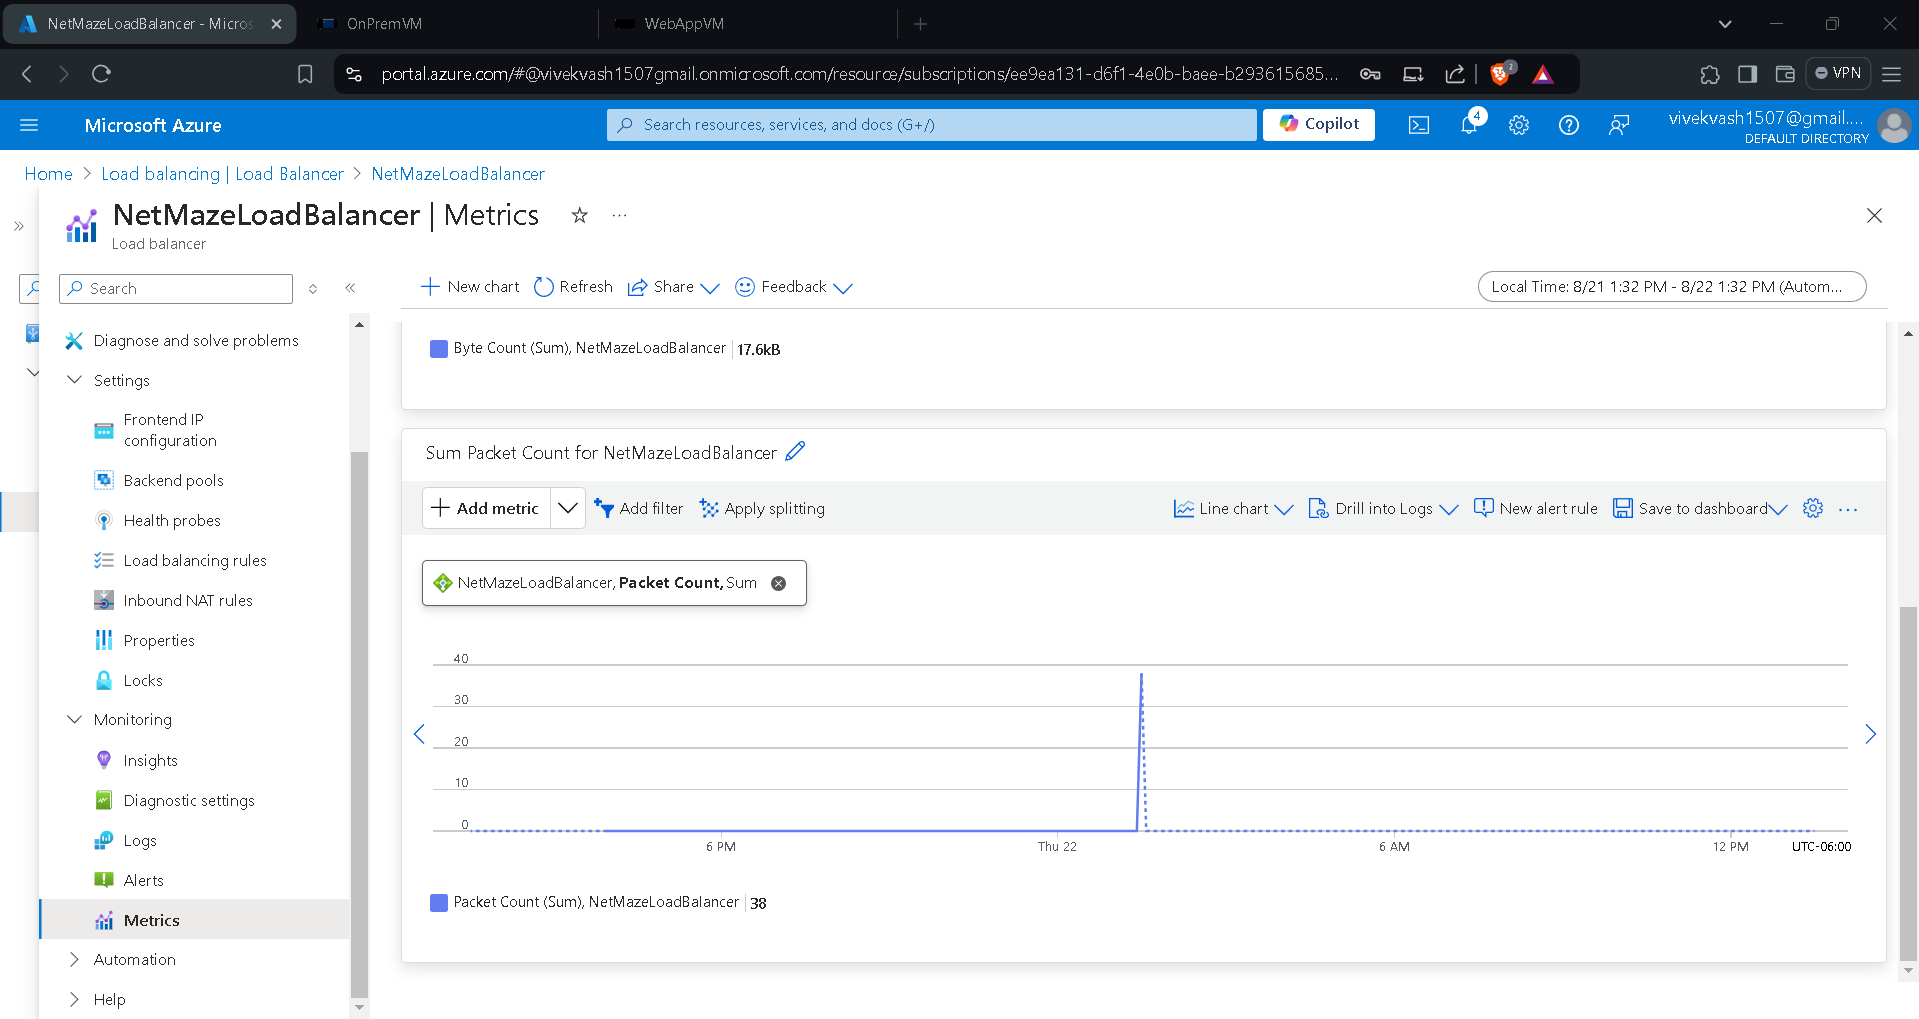 NetMazeLoadBalancer - Micros
OnPremVM
WebAppVM
portal.azure.com/#@vivekvash1507gmail.onmicrosoft.com/resource/subscriptions/ee9ea131-d6f1-4e0b-baee-b293615685...
2
VPN
Microsoft Azure
Search resources, services, and docs (G+/)
Copilot
4
vivekvash1507@gmail....
DEFAULT DIRECTORY
Home > Load balancing | Load Balancer > NetMazeLoadBalancer
NetMazeLoadBalancer | Metrics
Load balancer
Search
New chart
Refresh
Share
Feedback
Local Time: 8/21 1:32 PM - 8/22 1:32 PM (Autom...
Diagnose and solve problems
Settings
Frontend IP
configuration
Backend pools
Health probes
Load balancing rules
Inbound NAT rules
Properties
Locks
Monitoring
Insights
Diagnostic settings
Logs
Alerts
Metrics
Automation
Help
Byte Count (Sum), NetMazeLoadBalancer 17.6kB
Sum Packet Count for NetMazeLoadBalancer
Add metric
Add filter
Apply splitting
Line chart
Drill into Logs
New alert rule
Save to dashboard
NetMazeLoadBalancer, Packet Count, Sum
40
30
20
10
0
6 PM
Thu 22
6 AM
12 PM
UTC-06:00
Packet Count (Sum), NetMazeLoadBalancer 38